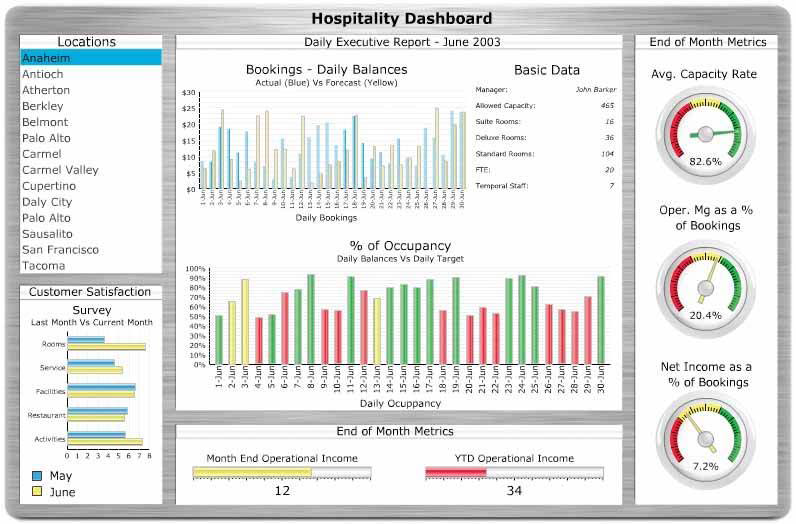 Hospitality Dashboard
Locations
Anaheim
Antioch
Atherton
Berkley
Belmont
Palo Alto
Carmel
Carmel Valley
Cupertino
Daly City
Palo Alto
Sausalito
San Francisco
Tacoma
Customer Satisfaction
Survey
Last Month Vs Current Month
Rooms
Service
Facilities
Restaurant
Activities
0 1 2 3 4 5 6 7 8
May
June
Daily Executive Report - June 2003
Bookings - Daily Balances
Actual (Blue) Vs Forecast (Yellow)
$30
$25
$20
$15
$10
$5
$0
1-Jun 2-Jun 3-Jun 4-Jun 5-Jun 6-Jun 7-Jun 8-Jun 9-Jun 10-Jun 11-Jun 12-Jun 13-Jun 14-Jun 15-Jun 16-Jun 17-Jun 18-Jun 19-Jun 20-Jun 21-Jun 22-Jun 23-Jun 24-Jun 25-Jun 26-Jun 27-Jun 28-Jun 29-Jun 30-Jun
Daily Bookings
Basic Data
Manager: John Barker
Allowed Capacity: 465
Suite Rooms: 16
Deluxe Rooms: 36
Standard Rooms: 104
FTE: 20
Temporal Staff: 7
% of Occupancy
Daily Balances Vs Daily Target
100%
90%
80%
70%
60%
50%
40%
30%
20%
10%
0%
1-Jun 2-Jun 3-Jun 4-Jun 5-Jun 6-Jun 7-Jun 8-Jun 9-Jun 10-Jun 11-Jun 12-Jun 13-Jun 14-Jun 15-Jun 16-Jun 17-Jun 18-Jun 19-Jun 20-Jun 21-Jun 22-Jun 23-Jun 24-Jun 25-Jun 26-Jun 27-Jun 28-Jun 29-Jun 30-Jun
Daily Ocuppancy
End of Month Metrics
Month End Operational Income
12
YTD Operational Income
34
End of Month Metrics
Avg. Capacity Rate
82.6%
Oper. Mg as a %
of Bookings
20.4%
Net Income as a
% of Bookings
7.2%